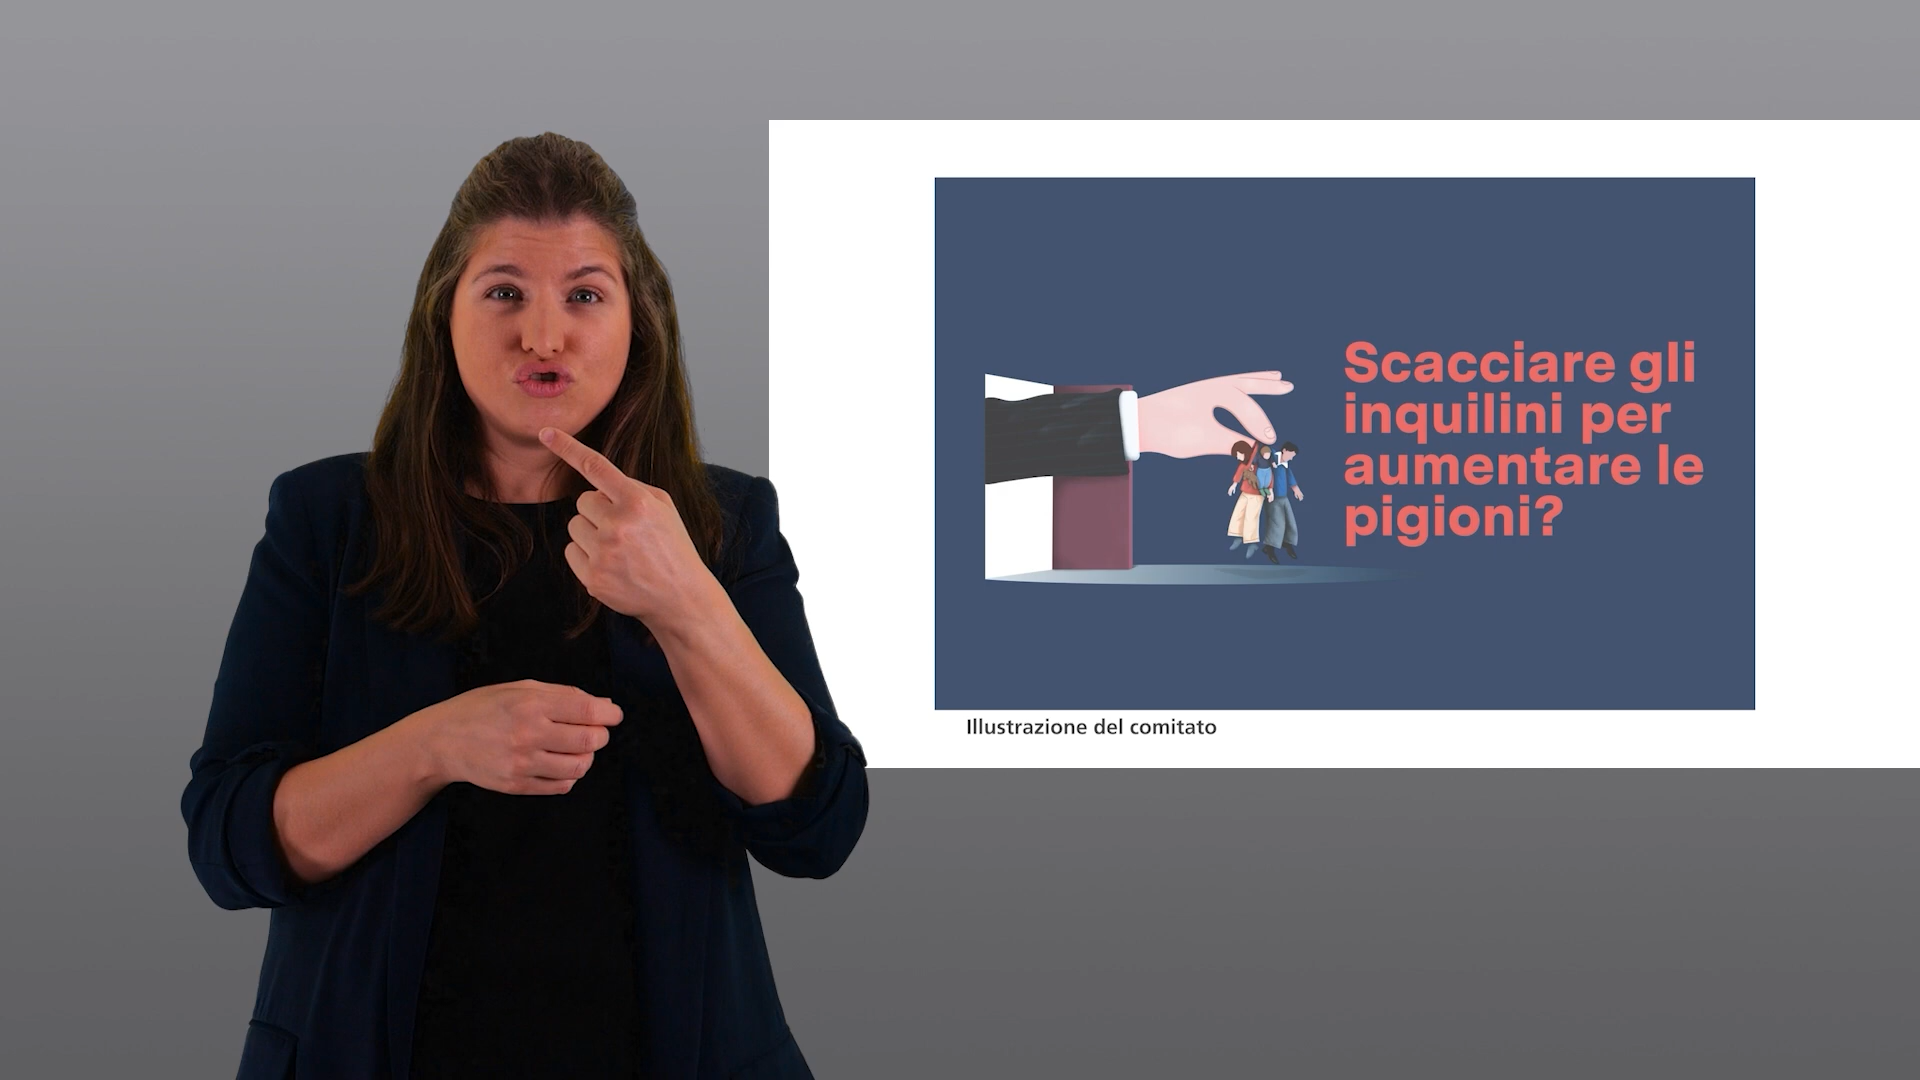 Scacciare gli
inquilini per
aumentare le
pigioni?
Illustrazione del comitato